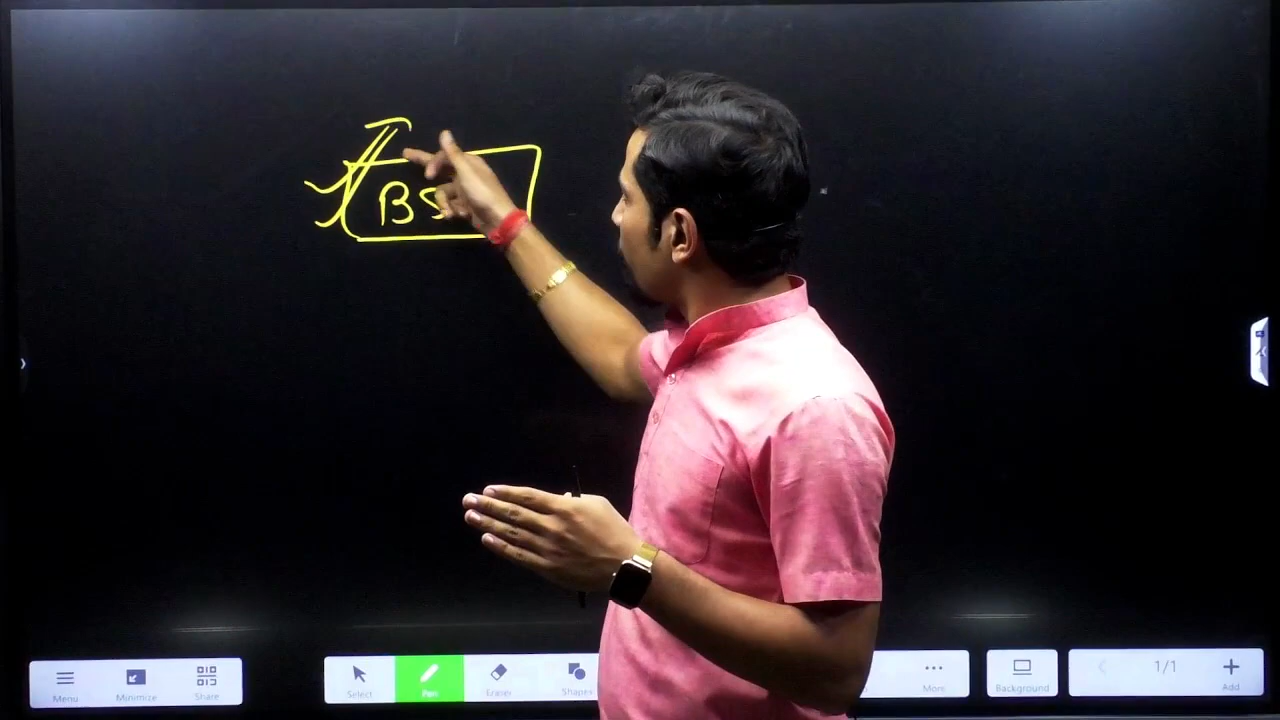 BS
Menu
Minimize
Share
Select
Pen
Eraser
Shapes
More
Background
1/1
Add